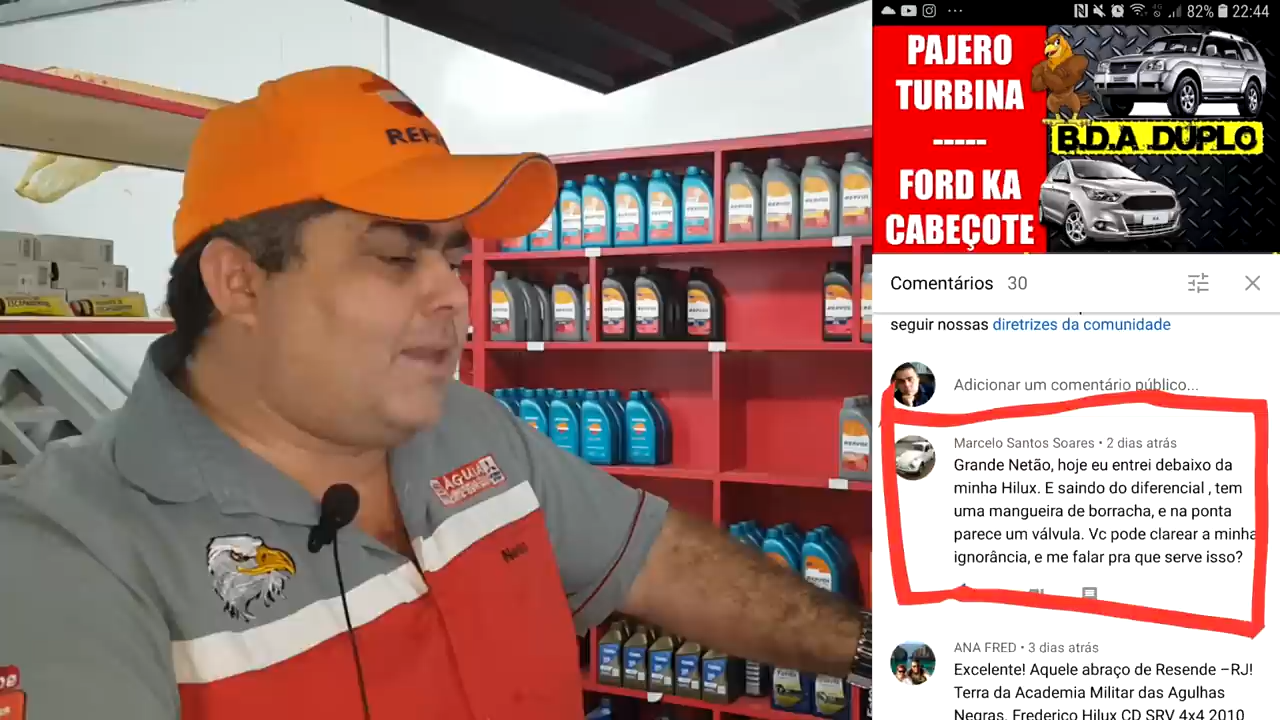 REPSOL
AGUIA
Neto
82% 22:44
PAJERO
TURBINA
-----
FORD KA
CABEÇOTE
B.D.A DUPLO
Comentários 30
seguir nossas diretrizes da comunidade
Adicionar um comentário público...
Marcelo Santos Soares • 2 dias atrás
Grande Netão, hoje eu entrei debaixo da
minha Hilux. E saindo do diferencial , tem
uma mangueira de borracha, e na ponta
parece um válvula. Vc pode clarear a minha
ignorância, e me falar pra que serve isso?
ANA FRED • 3 dias atrás
Excelente! Aquele abraço de Resende –RJ!
Terra da Academia Militar das Agulhas
Negras. Frederico Hilux CD SRV 4x4 2010